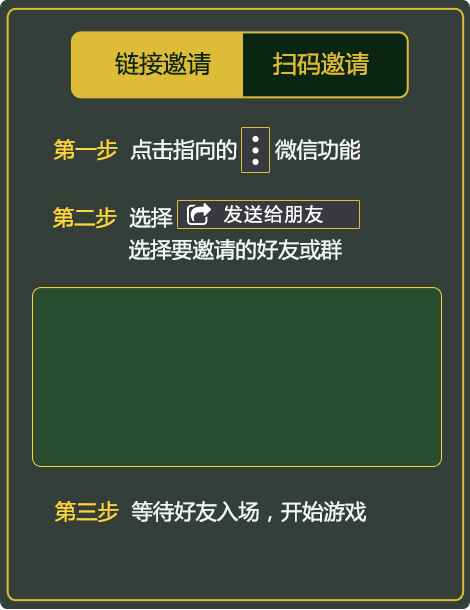 链接邀请 扫码邀请
第一步 点击指向的 微信功能
第二步 选择 发送给朋友
选择要邀请的好友或群
第三步 等待好友入场，开始游戏